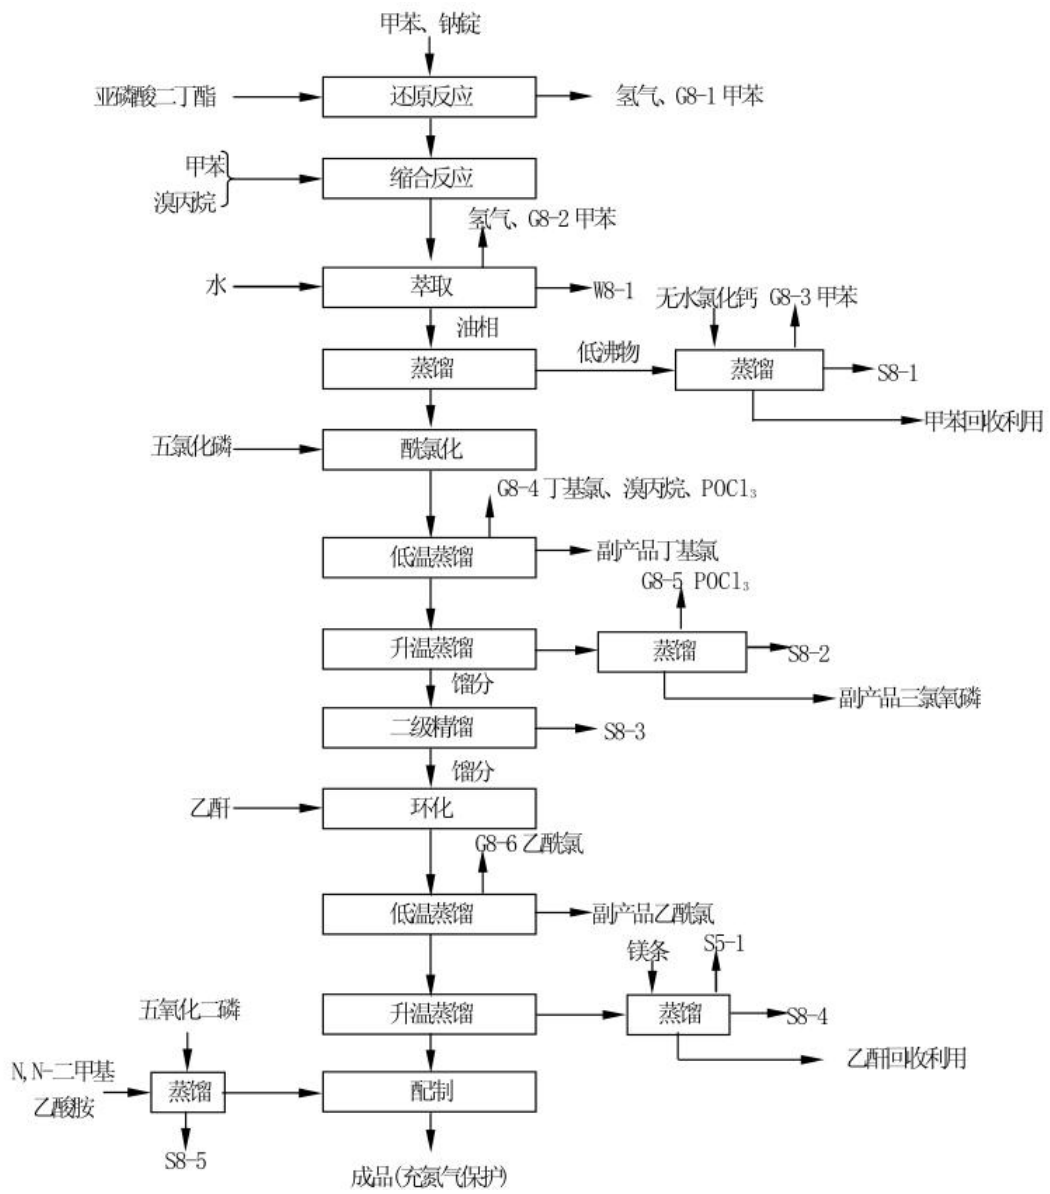 甲苯、钠锭
亚磷酸二丁酯
还原反应
氢气、G8-1 甲苯
甲苯
溴丙烷
缩合反应
氢气、G8-2 甲苯
水
萃取
W8-1
无水氯化钙
G8-3 甲苯
油相
低沸物
蒸馏
蒸馏
S8-1
甲苯回收利用
五氯化磷
酰氯化
G8-4 丁基氯、溴丙烷、POCl₃
低温蒸馏
副产品丁基氯
G8-5 POCl₃
升温蒸馏
蒸馏
S8-2
馏分
副产品三氯氧磷
二级精馏
S8-3
馏分
乙酐
环化
G8-6 乙酰氯
低温蒸馏
副产品乙酰氯
镁条
S5-1
五氧化二磷
升温蒸馏
蒸馏
S8-4
乙酐回收利用
N,N-二甲基
乙酸胺
蒸馏
配制
S8-5
成品(充氮气保护)